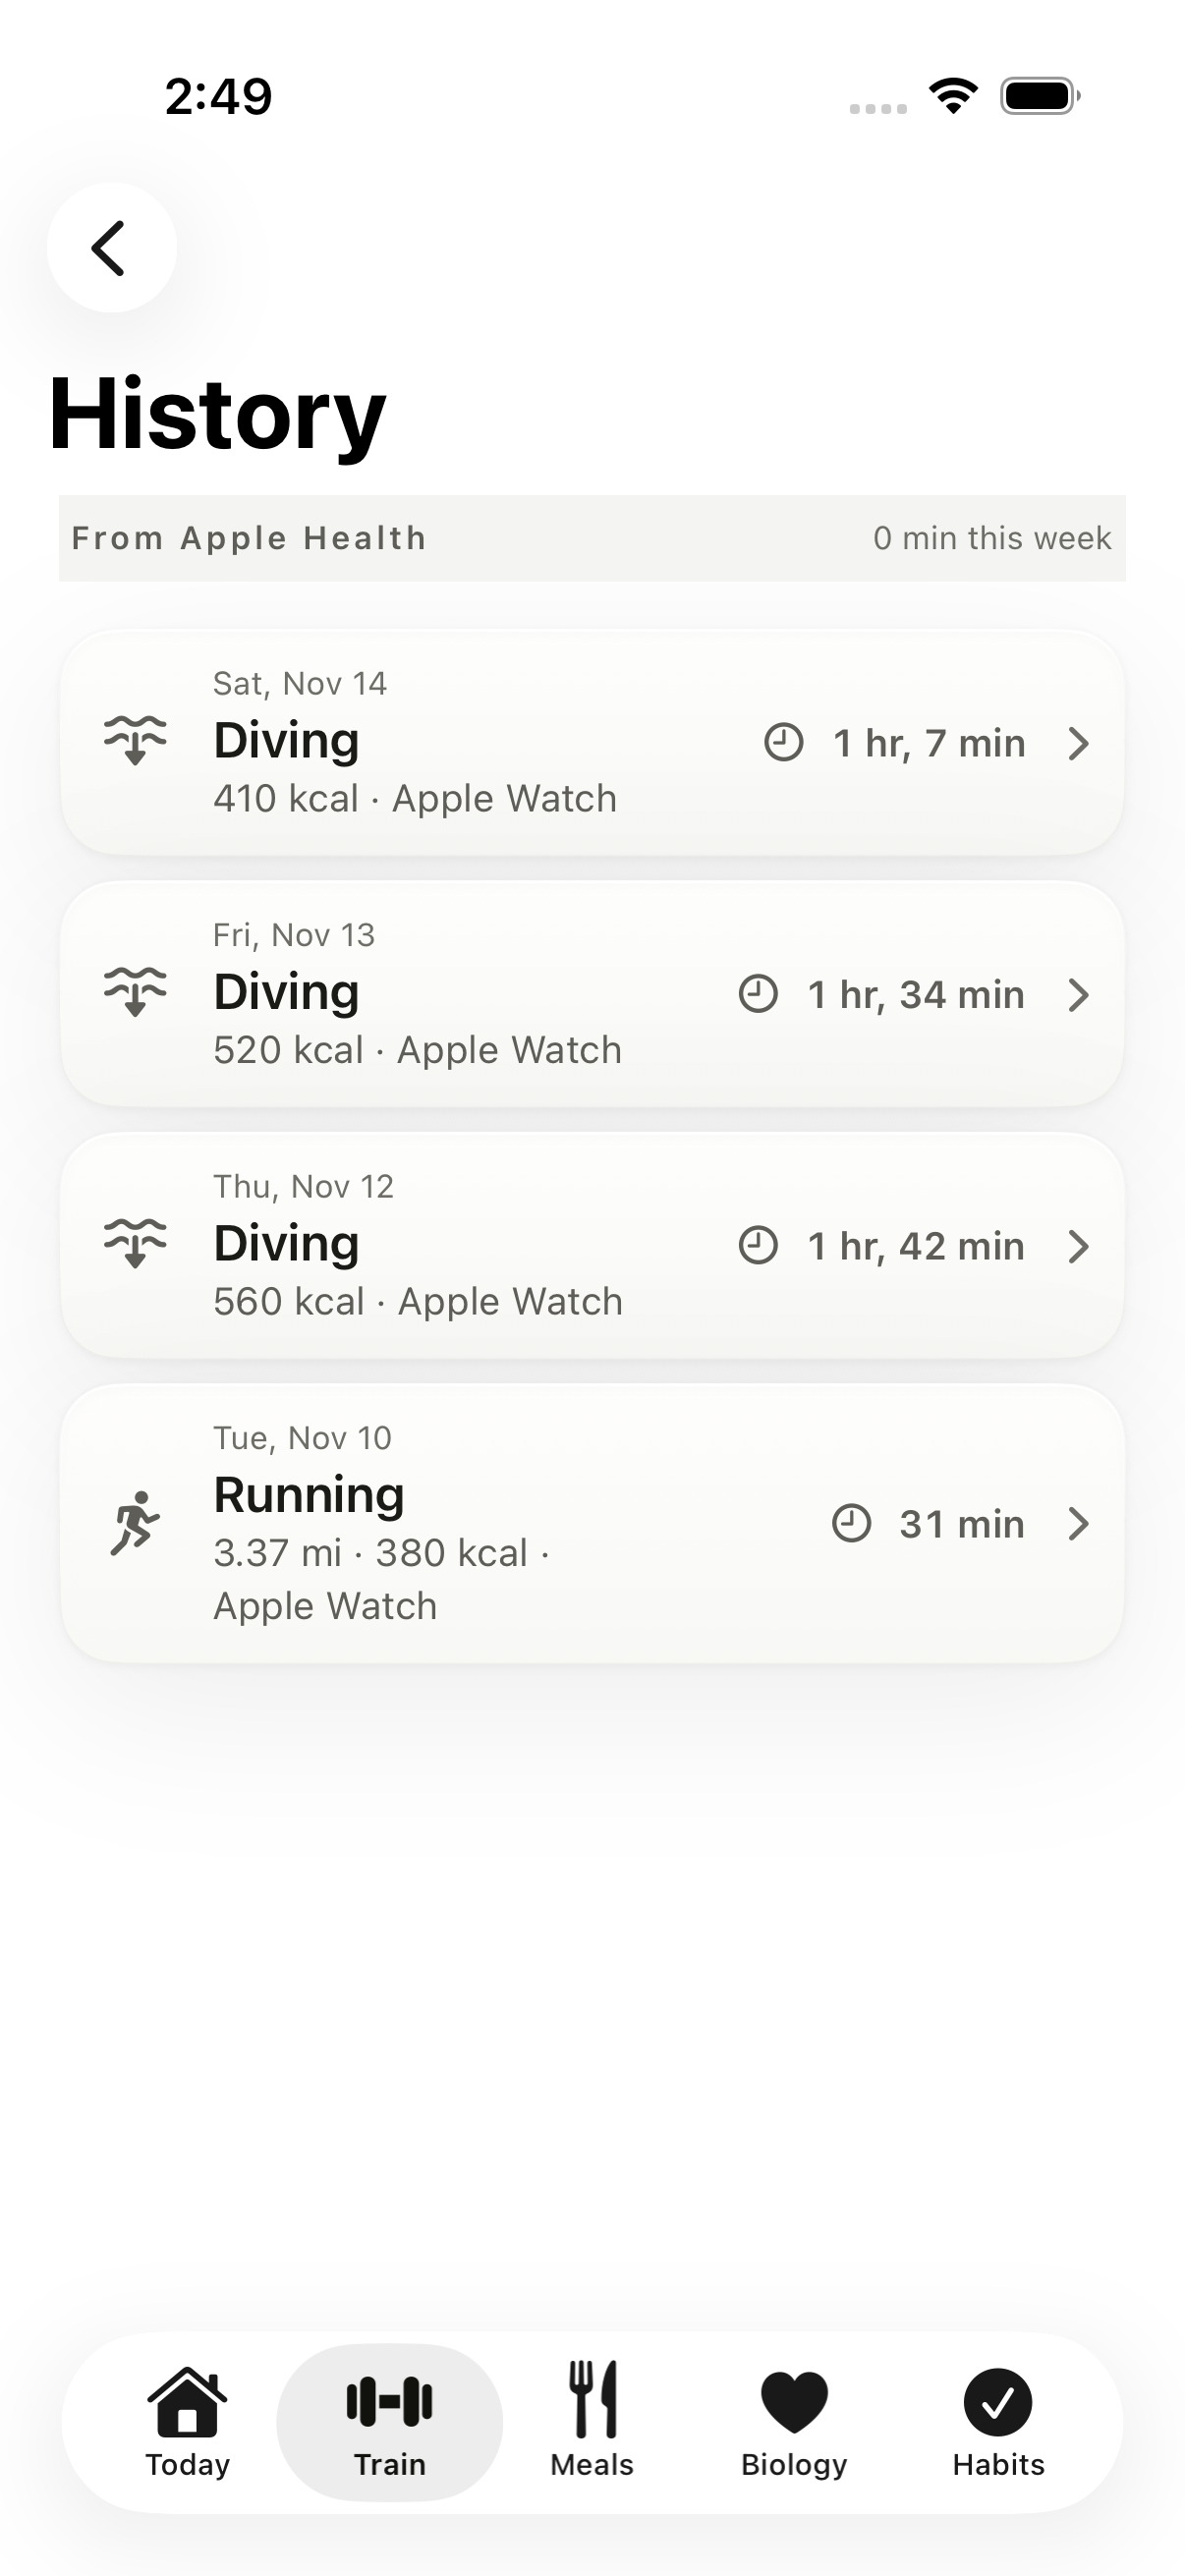 2:49
History
From Apple Health
0 min this week
Sat, Nov 14
Diving
1 hr, 7 min
410 kcal · Apple Watch
Fri, Nov 13
Diving
1 hr, 34 min
520 kcal · Apple Watch
Thu, Nov 12
Diving
1 hr, 42 min
560 kcal · Apple Watch
Tue, Nov 10
Running
31 min
3.37 mi · 380 kcal ·
Apple Watch
Today
Train
Meals
Biology
Habits